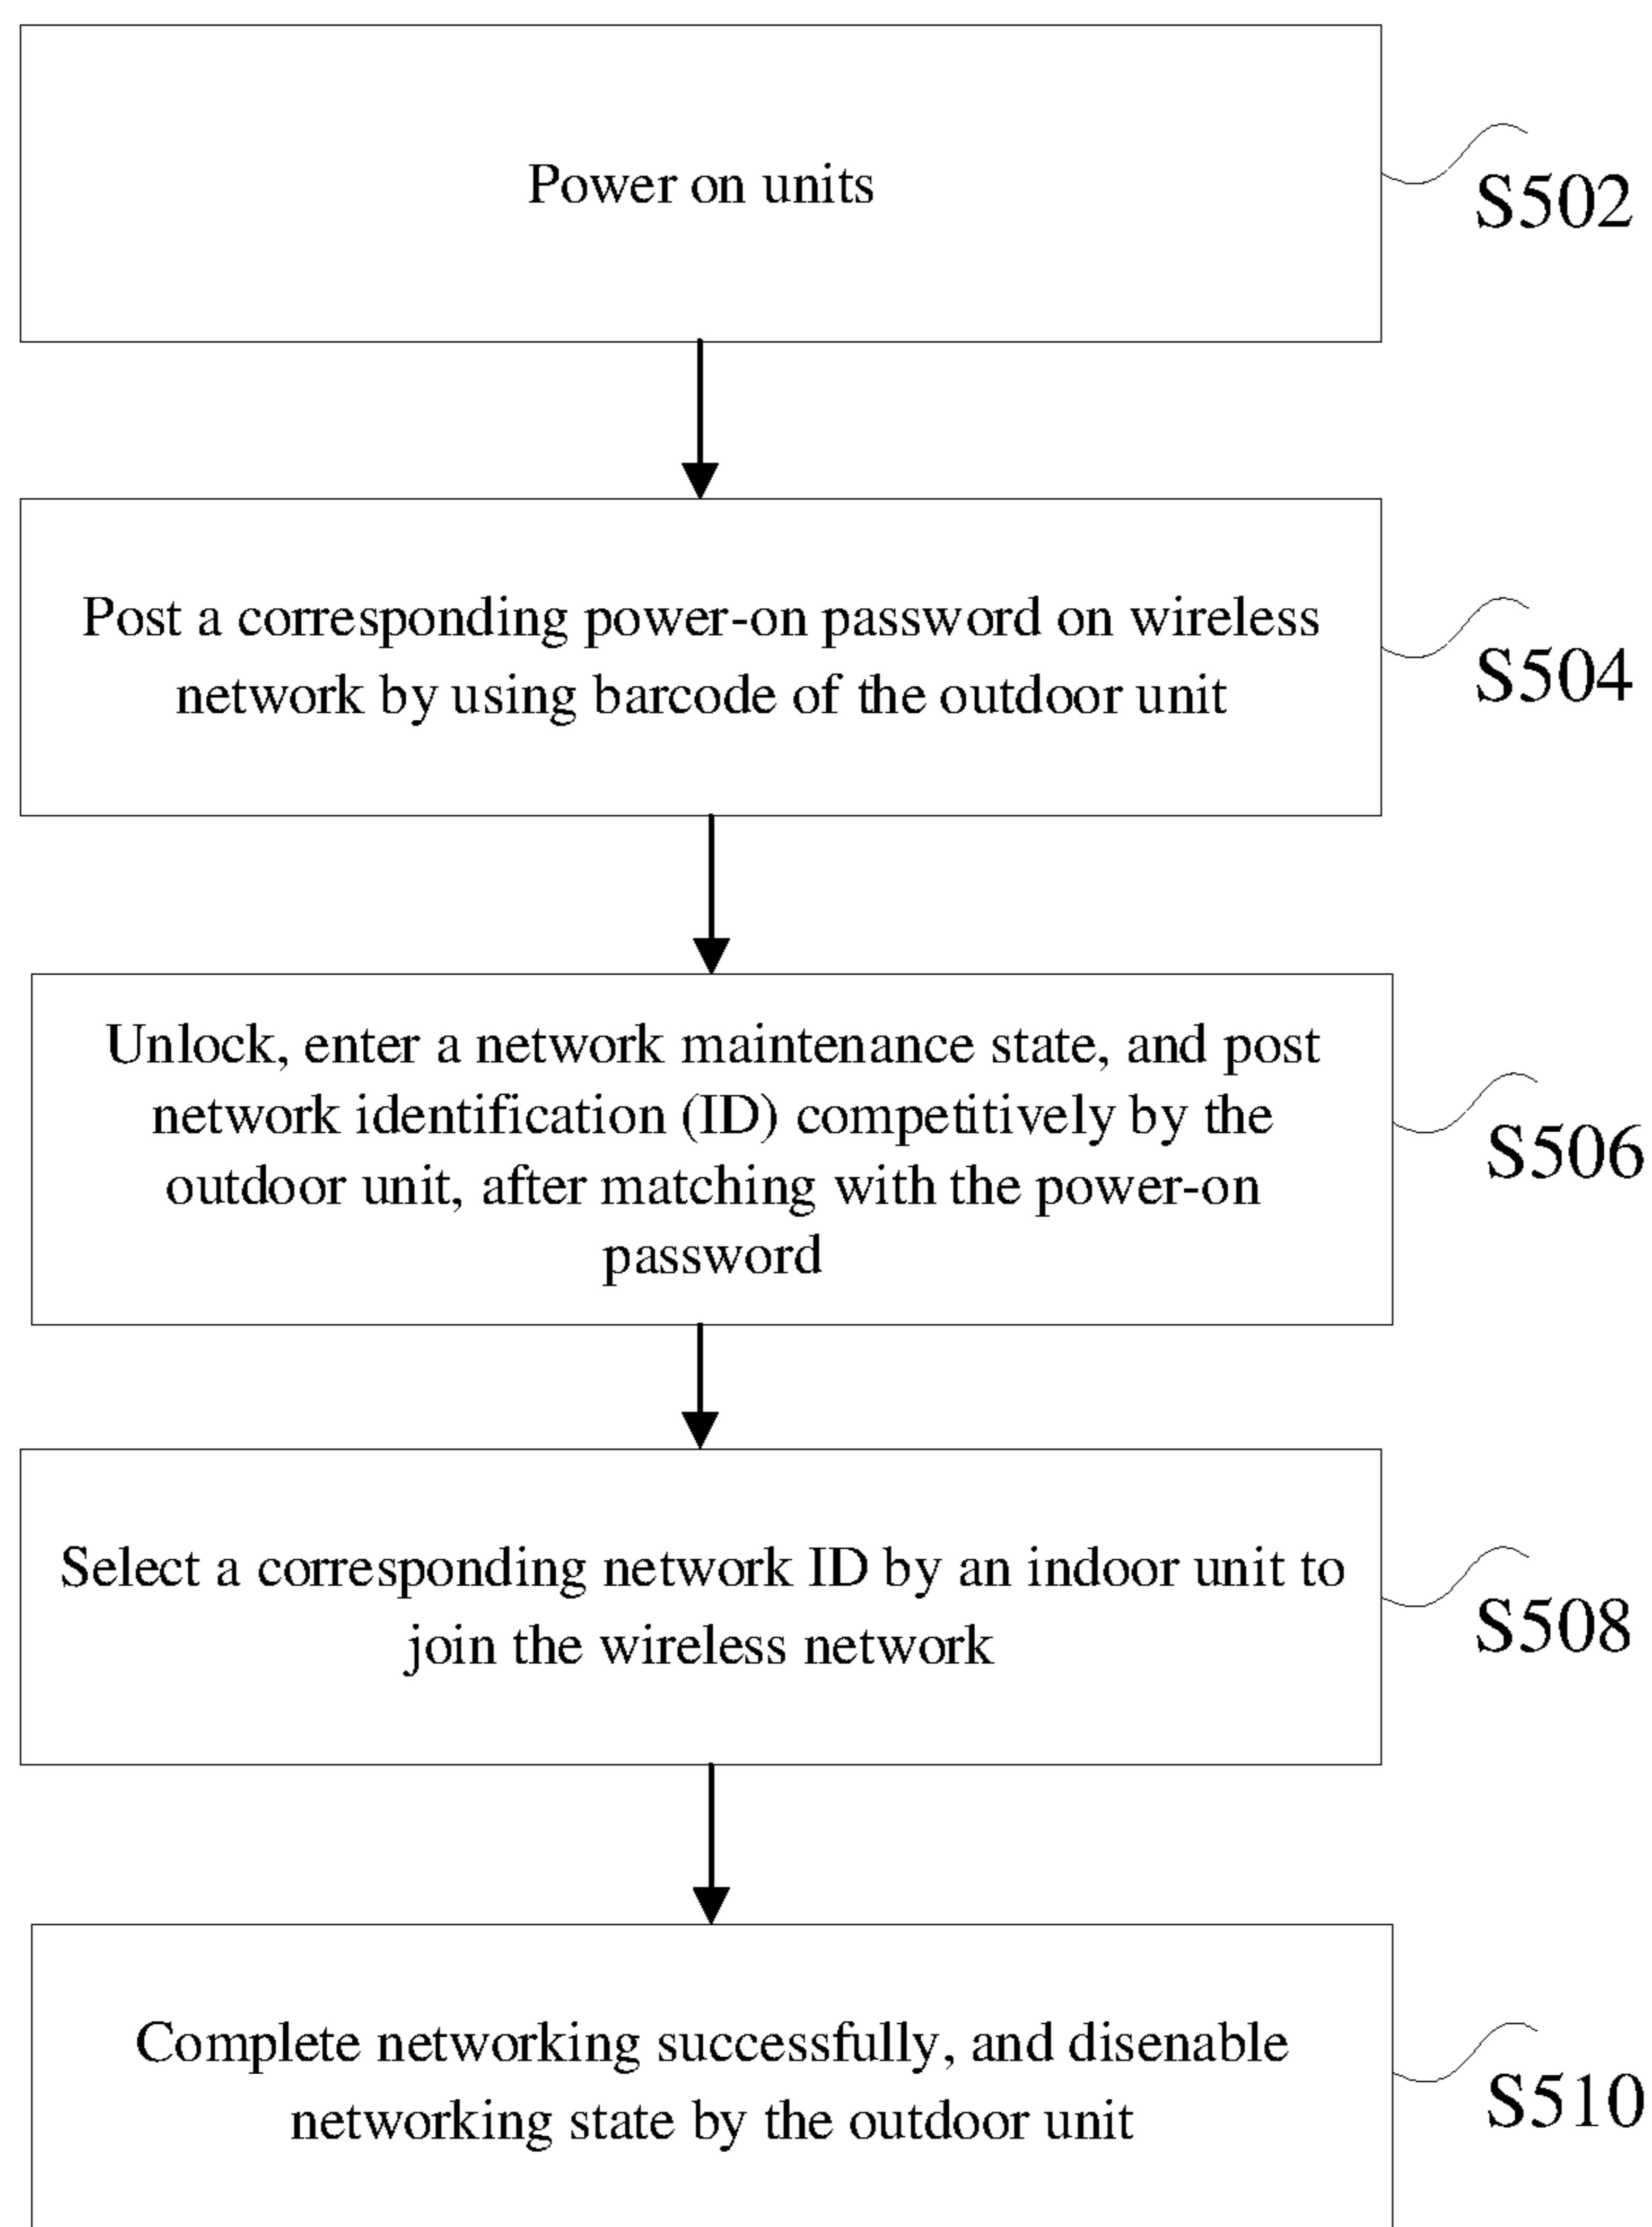 Power on units
S502
Post a corresponding power-on password on wireless
network by using barcode of the outdoor unit
S504
Unlock, enter a network maintenance state, and post
network identification (ID) competitively by the
outdoor unit, after matching with the power-on
password
S506
Select a corresponding network ID by an indoor unit to
join the wireless network
S508
Complete networking successfully, and disenable
networking state by the outdoor unit
S510